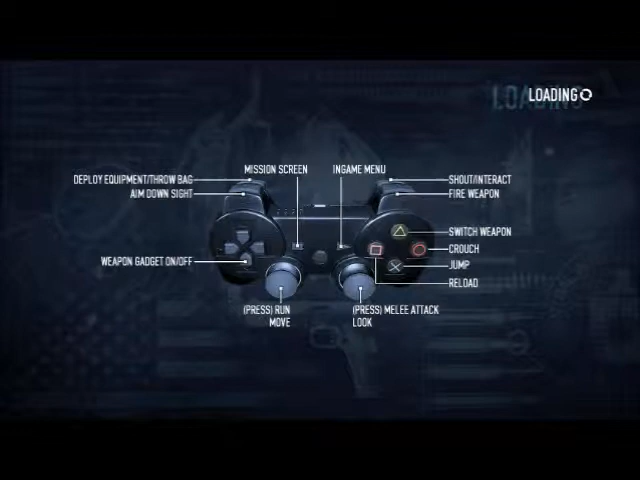 LOADING
LOADING
MISSION SCREEN
INGAME MENU
DEPLOY EQUIPMENT/THROW BAG
SHOUT/INTERACT
AIM DOWN SIGHT
FIRE WEAPON
SWITCH WEAPON
CROUCH
WEAPON GADGET ON/OFF
JUMP
RELOAD
(PRESS) RUN
MOVE
(PRESS) MELEE ATTACK
LOOK